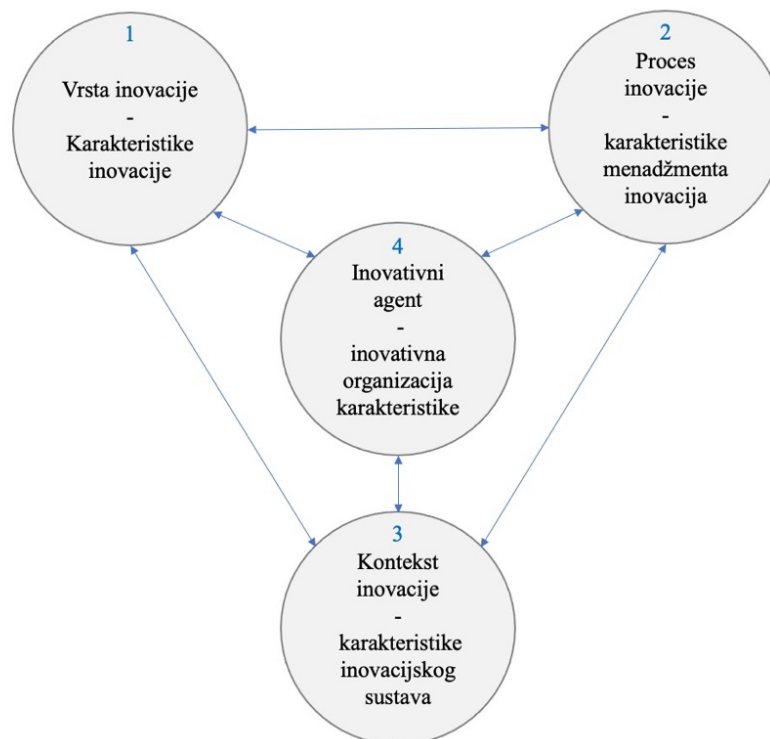 1
Vrsta inovacije
-
Karakteristike
inovacije
2
Proces
inovacije
-
karakteristike
menadžmenta
inovacija
4
Inovativni
agent
-
inovativna
organizacija
karakteristike
3
Kontekst
inovacije
-
karakteristike
inovacijskog
sustava